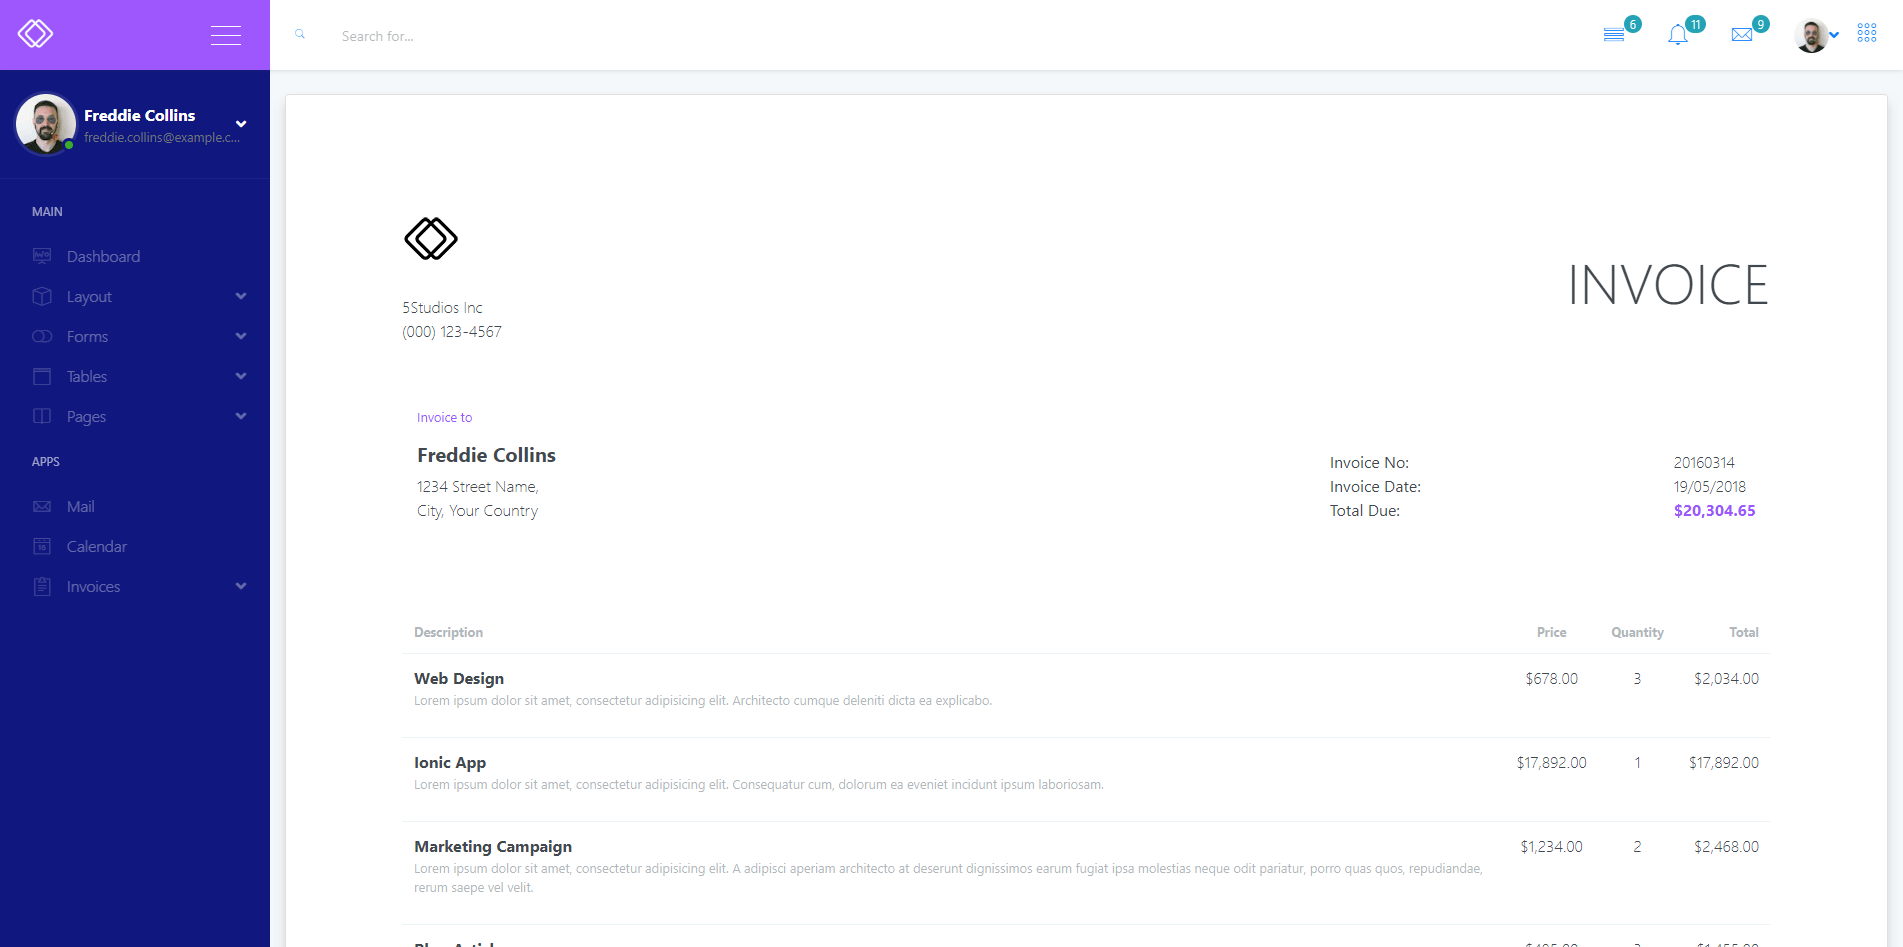 Search for...
6
11
9
Freddie Collins
freddie.collins@example.c...
MAIN
Dashboard
Layout
Forms
Tables
Pages
APPS
Mail
Calendar
Invoices
5Studios Inc
(000) 123-4567
INVOICE
Invoice to
Freddie Collins
1234 Street Name,
City, Your Country
Invoice No: 20160314
Invoice Date: 19/05/2018
Total Due: $20,304.65
Description Price Quantity Total
Web Design $678.00 3 $2,034.00
Lorem ipsum dolor sit amet, consectetur adipisicing elit. Architecto cumque deleniti dicta ea explicabo.
Ionic App $17,892.00 1 $17,892.00
Lorem ipsum dolor sit amet, consectetur adipisicing elit. Consequatur cum, dolorum ea eveniet incidunt ipsum laboriosam.
Marketing Campaign $1,234.00 2 $2,468.00
Lorem ipsum dolor sit amet, consectetur adipisicing elit. A adipisci aperiam architecto at deserunt dignissimos earum fugiat ipsa molestias neque odit pariatur, porro quas quos, repudiandae,
rerum saepe vel velit.